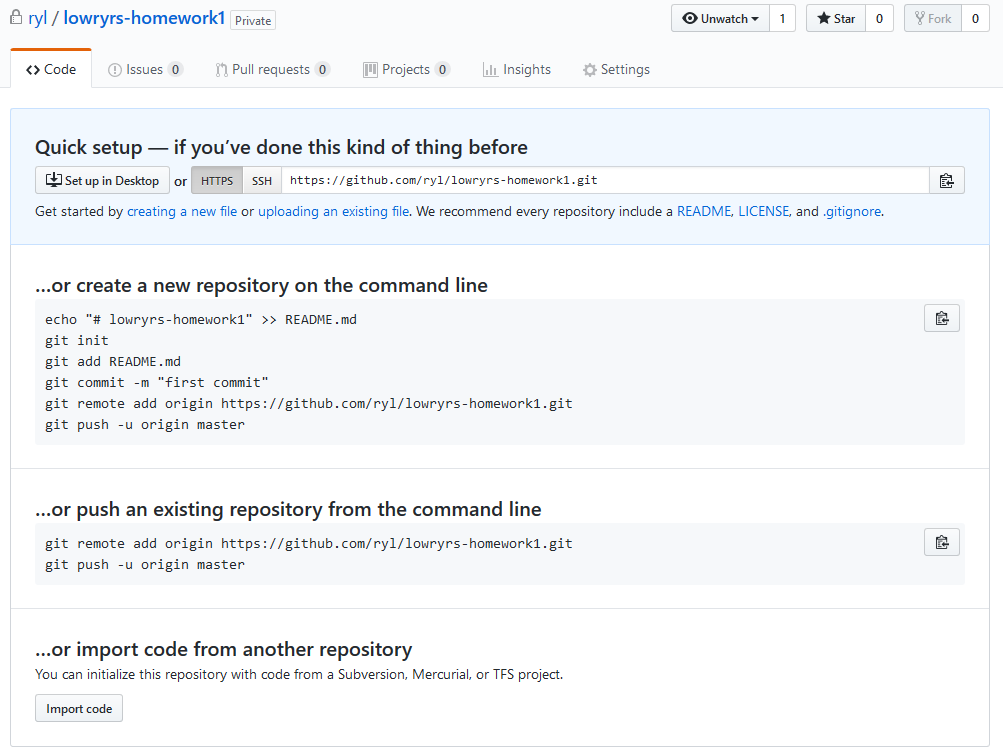 ryl / lowryrs-homework1 Private Unwatch 1 Star 0 Fork 0
Code Issues 0 Pull requests 0 Projects 0 Insights Settings
Quick setup — if you’ve done this kind of thing before
Set up in Desktop or HTTPS SSH https://github.com/ryl/lowryrs-homework1.git
Get started by creating a new file or uploading an existing file. We recommend every repository include a README, LICENSE, and .gitignore.
…or create a new repository on the command line
echo "# lowryrs-homework1" >> README.md
git init
git add README.md
git commit -m "first commit"
git remote add origin https://github.com/ryl/lowryrs-homework1.git
git push -u origin master
…or push an existing repository from the command line
git remote add origin https://github.com/ryl/lowryrs-homework1.git
git push -u origin master
…or import code from another repository
You can initialize this repository with code from a Subversion, Mercurial, or TFS project.
Import code